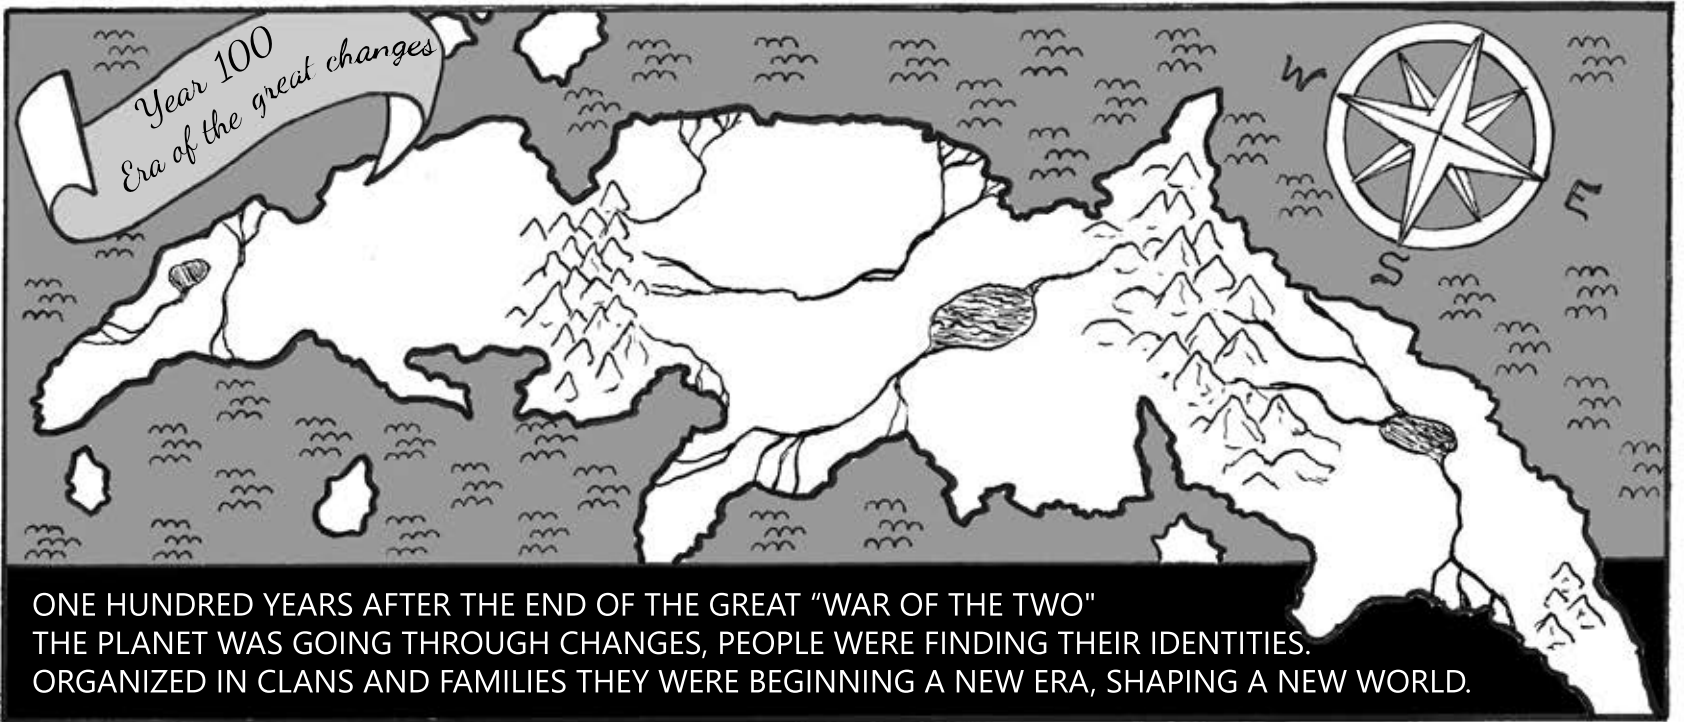 Year 100
Era of the great changes
W
E
S
ONE HUNDRED YEARS AFTER THE END OF THE GREAT “WAR OF THE TWO"
THE PLANET WAS GOING THROUGH CHANGES, PEOPLE WERE FINDING THEIR IDENTITIES.
ORGANIZED IN CLANS AND FAMILIES THEY WERE BEGINNING A NEW ERA, SHAPING A NEW WORLD.